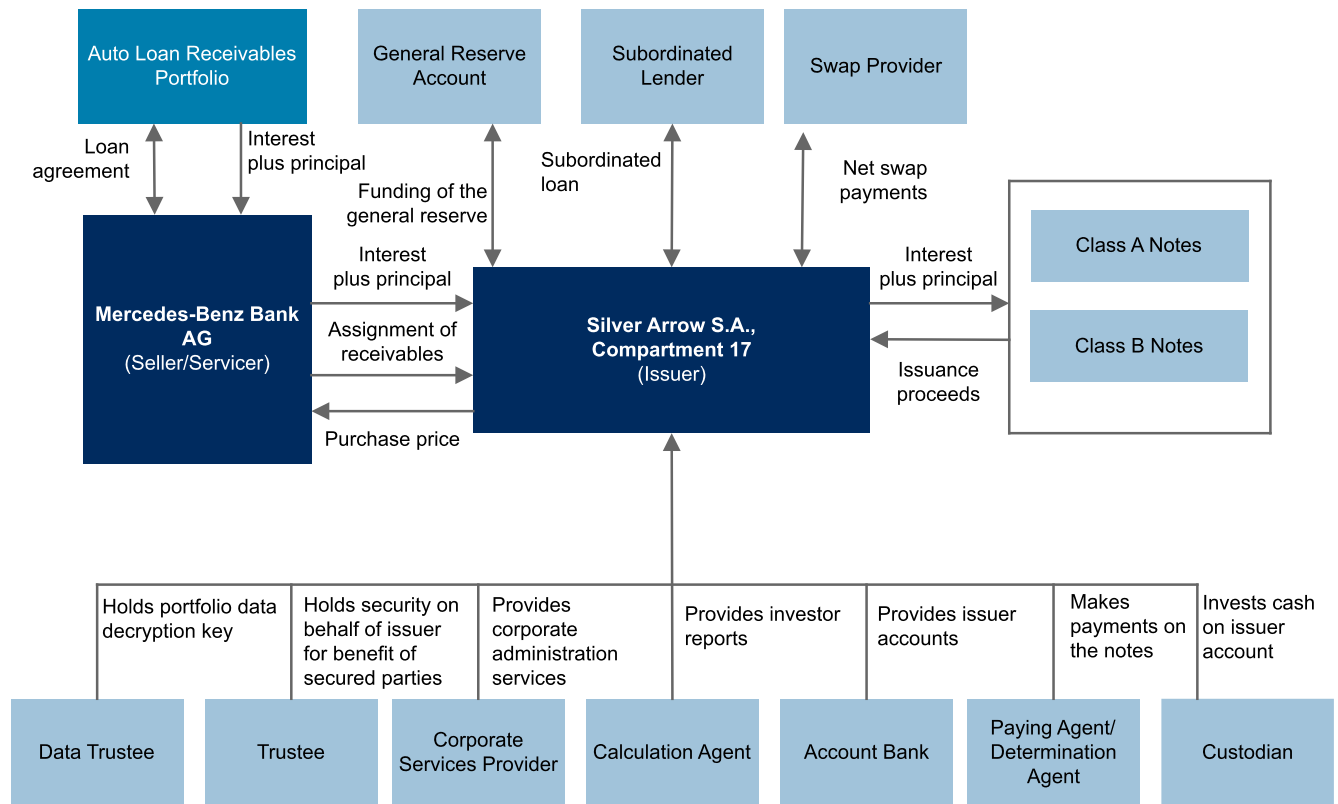 Auto Loan Receivables
Portfolio
General Reserve
Account
Subordinated
Lender
Swap Provider
Loan
agreement
Interest
plus principal
Funding of the
general reserve
Subordinated
loan
Net swap
payments
Mercedes-Benz Bank
AG
(Seller/Servicer)
Interest
plus principal
Assignment of
receivables
Purchase price
Silver Arrow S.A.,
Compartment 17
(Issuer)
Interest
plus principal
Issuance
proceeds
Class A Notes
Class B Notes
Holds portfolio data
decryption key
Holds security on
behalf of issuer
for benefit of
secured parties
Provides
corporate
administration
services
Provides investor
reports
Provides issuer
accounts
Makes
payments on
the notes
Invests cash
on issuer
account
Data Trustee
Trustee
Corporate
Services Provider
Calculation Agent
Account Bank
Paying Agent/
Determination
Agent
Custodian